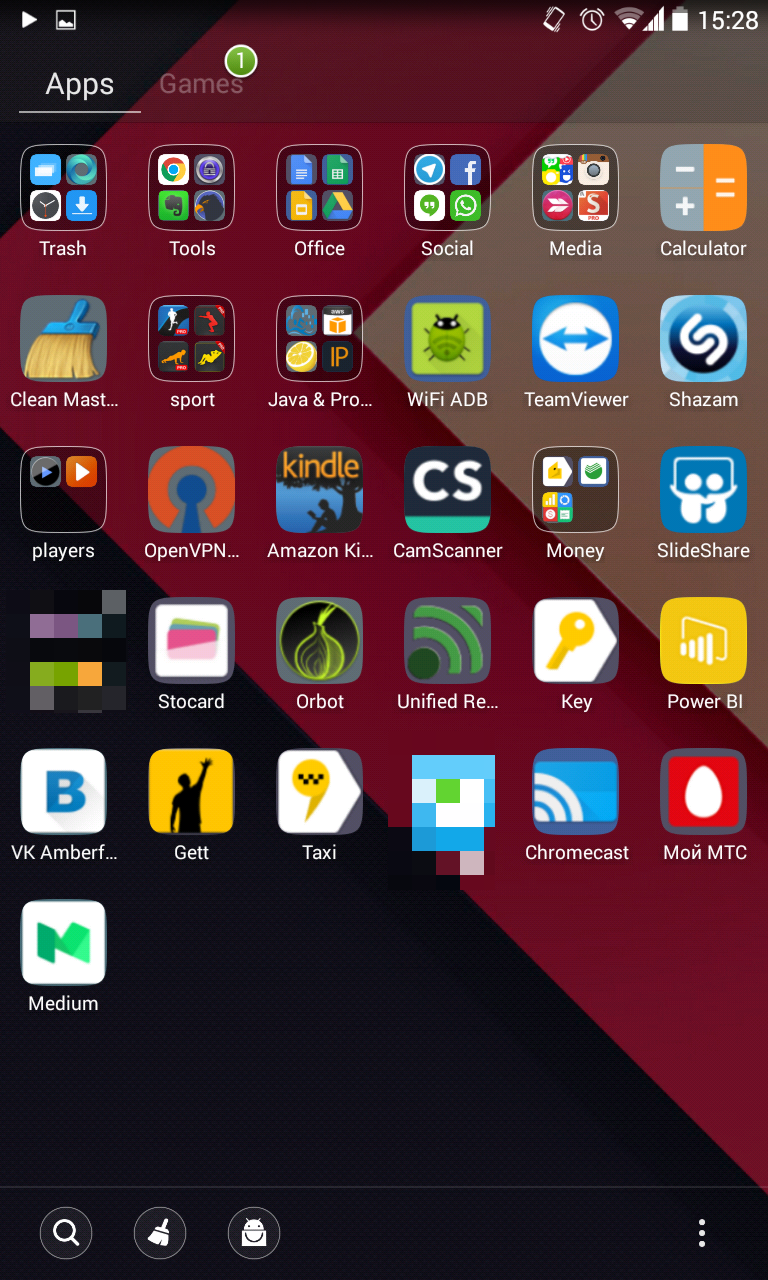 15:28
Apps
Games
1
Trash
Tools
Office
Social
Media
Calculator
PRO
Clean Mast...
sport
Java & Pro...
WiFi ADB
TeamViewer
Shazam
PRO
PRO
aws
IP
players
OpenVPN...
kindle
Amazon Ki...
CS
CamScanner
Money
SlideShare
Stocard
Orbot
Unified Re...
Key
Power BI
B
VK Amberf...
Gett
Taxi
Chromecast
Мой МТС
Medium